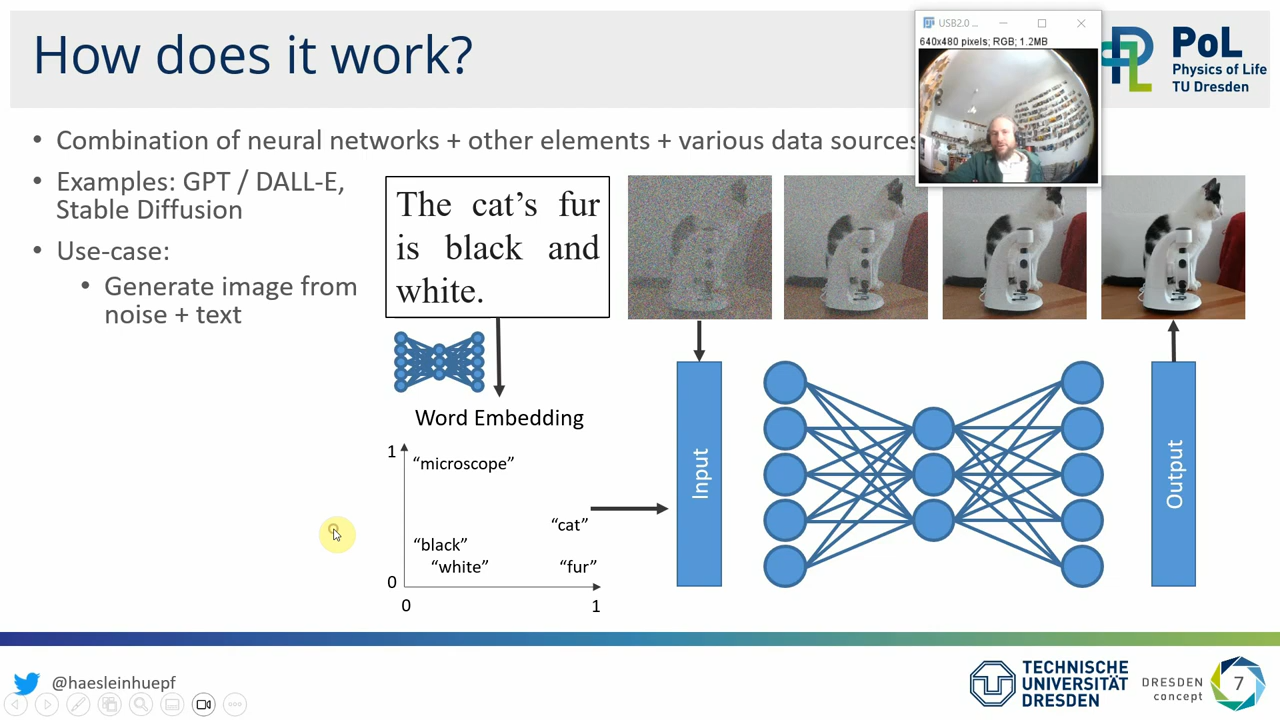 How does it work?
USB2.0 ...
640x480 pixels; RGB; 1.2MB
PoL
Physics of Life
TU Dresden
• Combination of neural networks + other elements + various data sources
• Examples: GPT / DALL-E,
Stable Diffusion
• Use-case:
• Generate image from
noise + text
The cat’s fur
is black and
white.
Word Embedding
1
“microscope”
“cat”
“black”
“white”
“fur”
0
0
1
Input
Output
@haesleinhuepf
TECHNISCHE
UNIVERSITÄT
DRESDEN
DRESDEN
concept
7